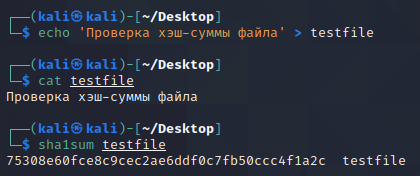 ┌──(kali㉿kali)-[~/Desktop]
└─$ echo 'Проверка хэш-суммы файла' > testfile
┌──(kali㉿kali)-[~/Desktop]
└─$ cat testfile
Проверка хэш-суммы файла
┌──(kali㉿kali)-[~/Desktop]
└─$ sha1sum testfile
75308e60fce8c9cec2ae6ddf0c7fb50ccc4f1a2c  testfile